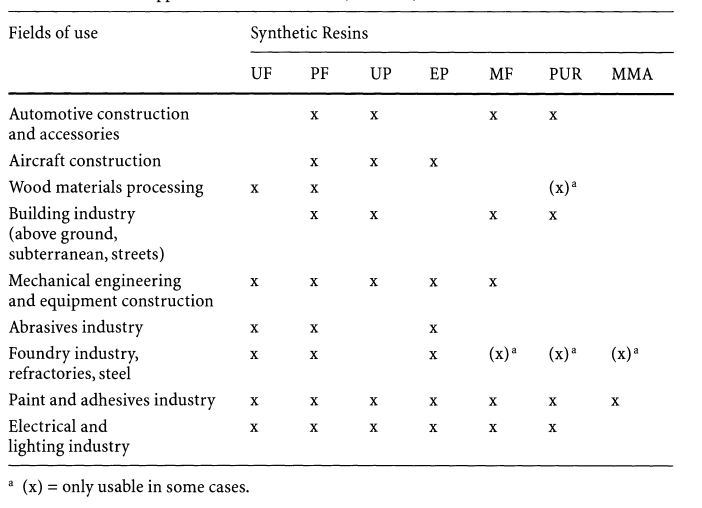 Fields of use Synthetic Resins
UF PF UP EP MF PUR MMA
Automotive construction x x x x
and accessories
Aircraft construction x x x
Wood materials processing x x (x)ᵃ
Building industry x x x x
(above ground,
subterranean, streets)
Mechanical engineering x x x x x
and equipment construction
Abrasives industry x x x
Foundry industry, x x x (x)ᵃ (x)ᵃ (x)ᵃ
refractories, steel
Paint and adhesives industry x x x x x x x
Electrical and x x x x x x
lighting industry
ᵃ (x) = only usable in some cases.